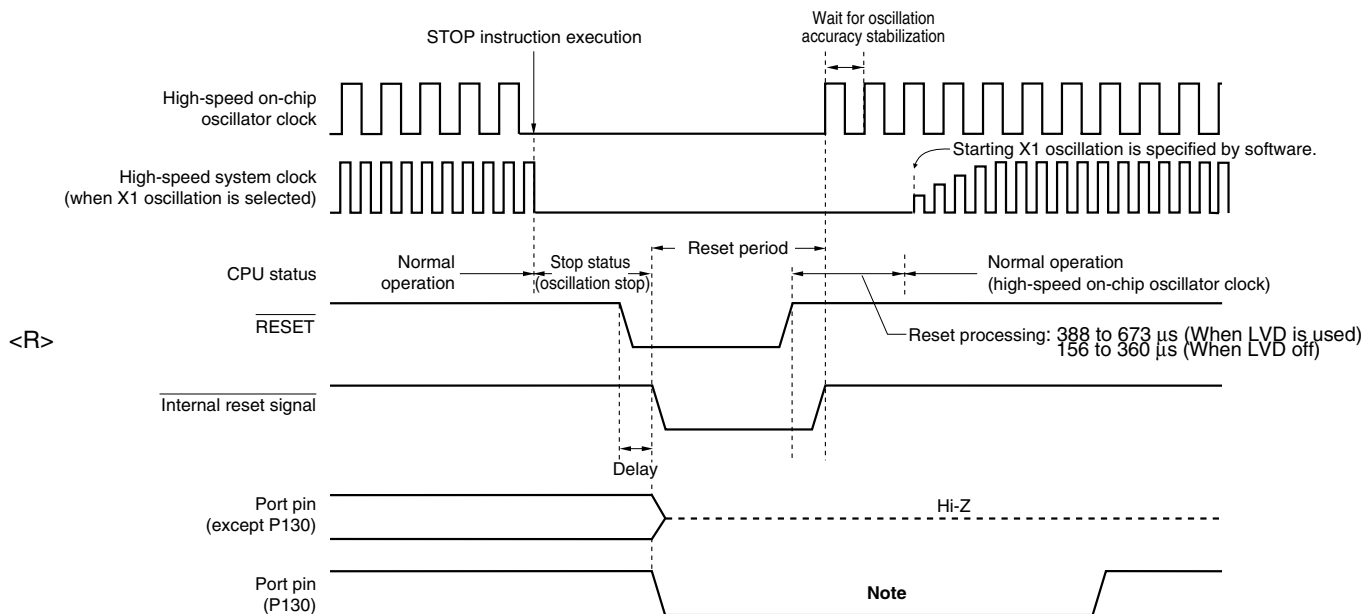 Wait for oscillation
accuracy stabilization
STOP instruction execution
High-speed on-chip
oscillator clock
Starting X1 oscillation is specified by software.
High-speed system clock
(when X1 oscillation is selected)
Reset period
CPU status
Normal
operation
Stop status
(oscillation stop)
Normal operation
(high-speed on-chip oscillator clock)
RESET
<R>
Reset processing: 388 to 673 μs (When LVD is used)
156 to 360 μs (When LVD off)
Internal reset signal
Delay
Port pin
(except P130)
Hi-Z
Port pin
(P130)
Note